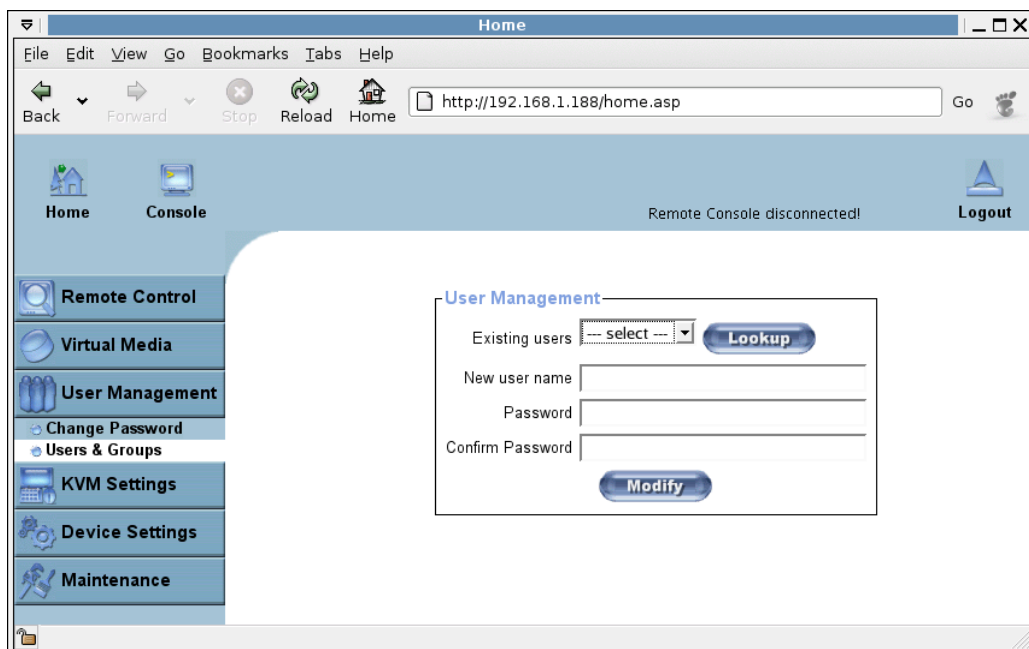 Home
File Edit View Go Bookmarks Tabs Help
Back Forward Stop Reload Home http://192.168.1.188/home.asp Go
Home Console Remote Console disconnected! Logout
Remote Control
Virtual Media
User Management
Change Password
Users & Groups
KVM Settings
Device Settings
Maintenance
User Management
Existing users --- select --- Lookup
New user name
Password
Confirm Password
Modify